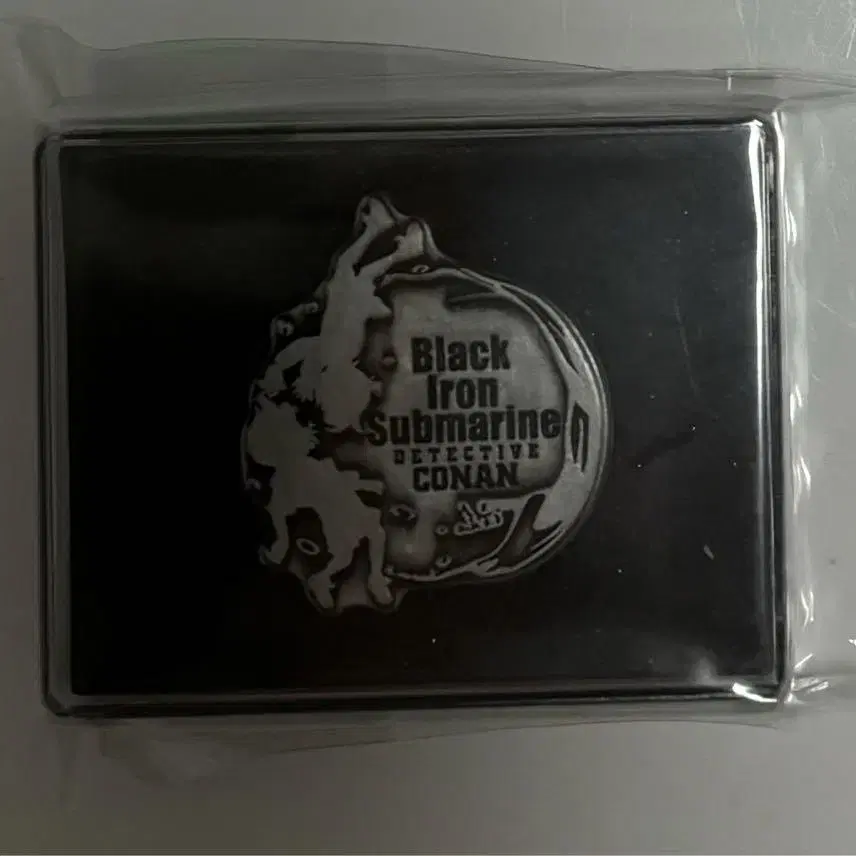 Black
Iron
Submarine
DETECTIVE
CONAN